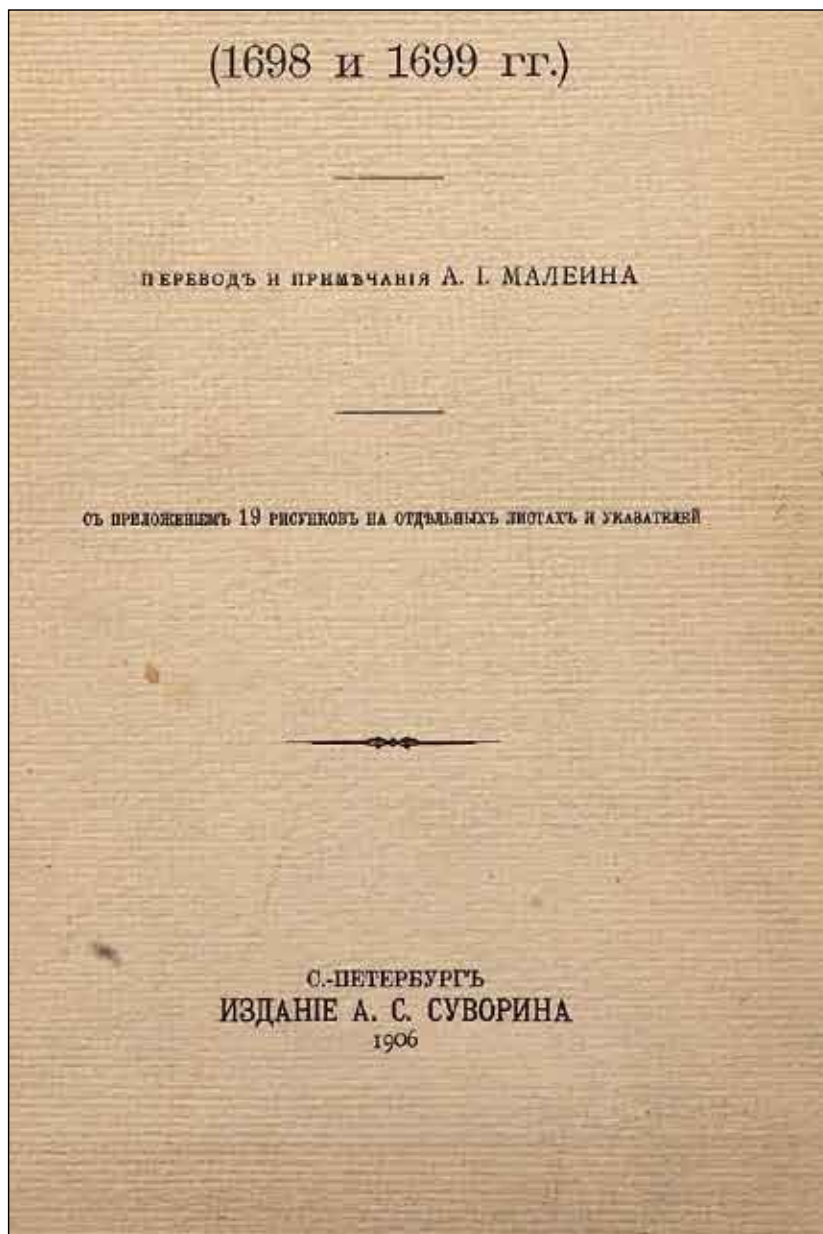 (1698 и 1699 гг.)
ПЕРЕВОДЪ И ПРИМѢЧАНІЯ А. І. МАЛЕИНА
СЪ ПРИЛОЖЕНІЕМЪ 19 РИСУНКОВЪ НА ОТДѢЛЬНЫХЪ ЛИСТАХЪ И УКАЗАТЕЛЕЙ
С.-ПЕТЕРБУРГЪ
ИЗДАНІЕ А. С. СУВОРИНА
1906